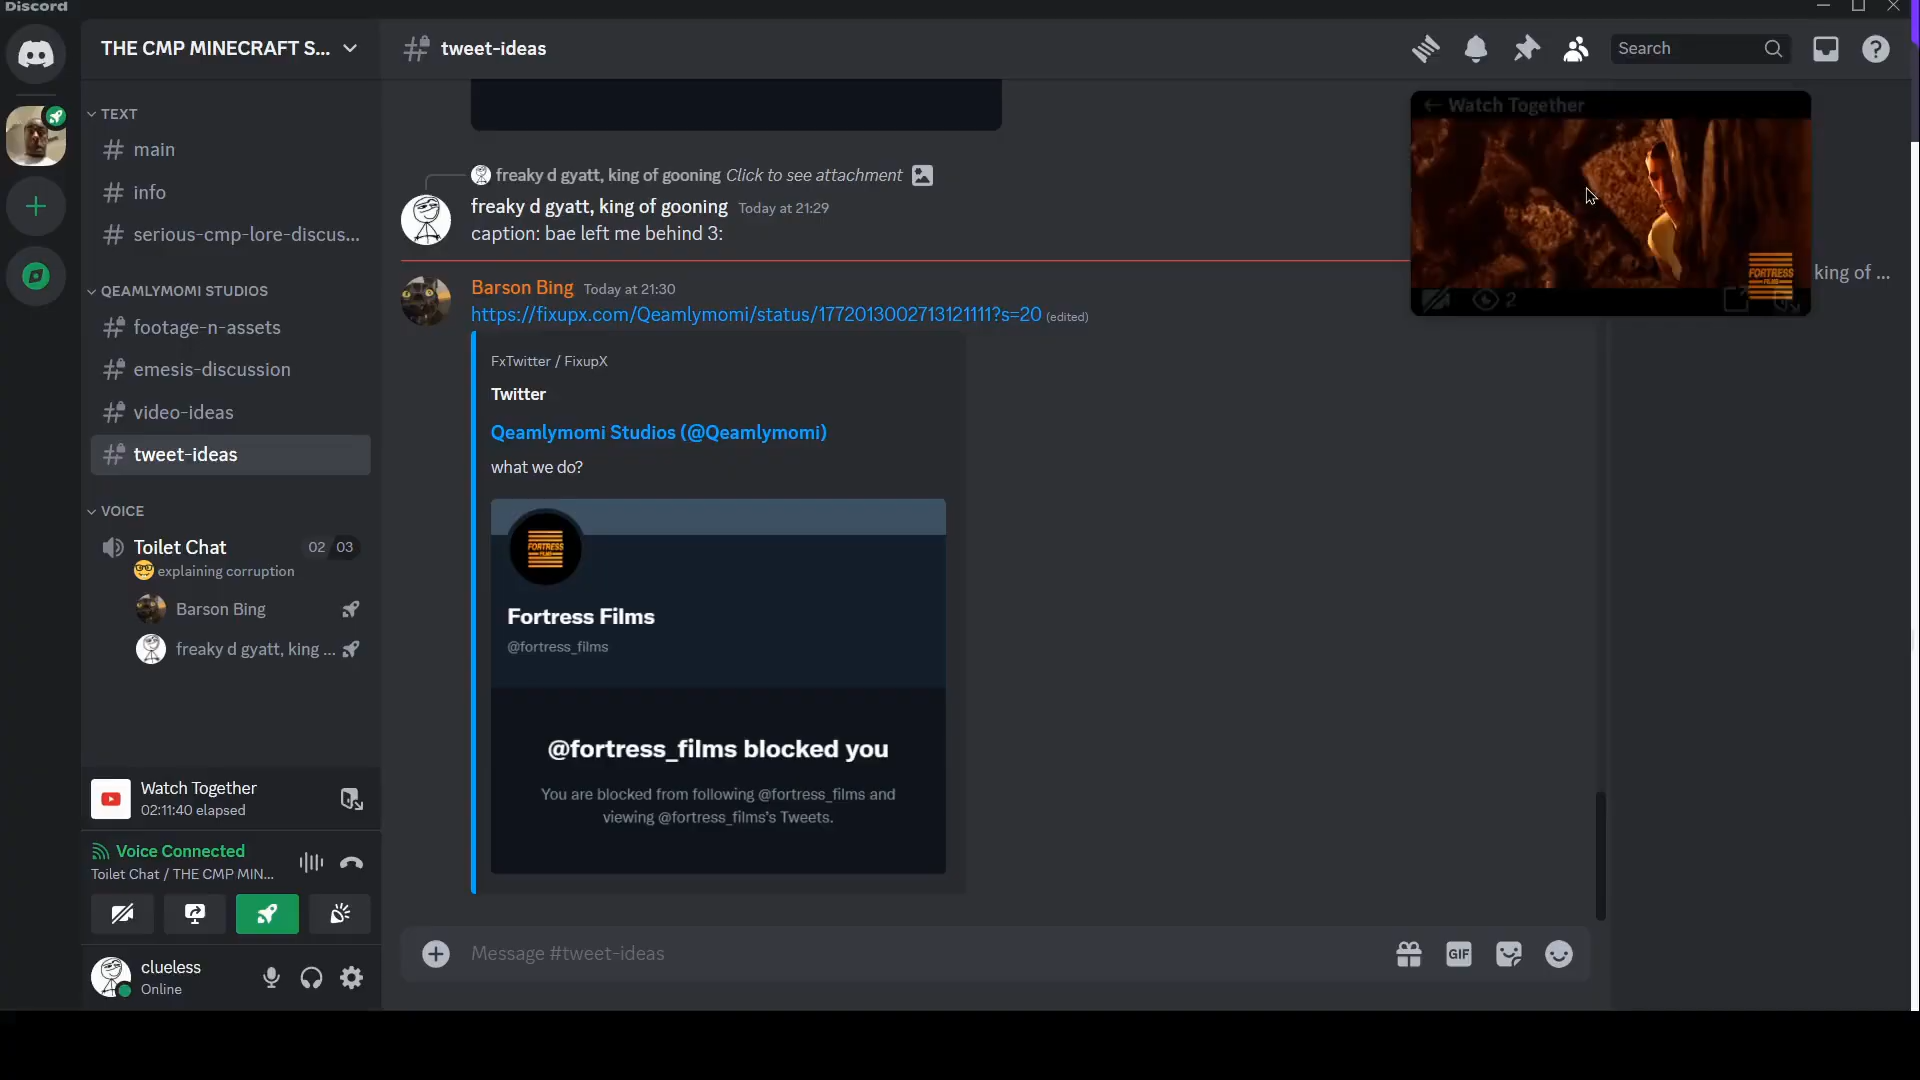 Discord
THE CMP MINECRAFT S...
TEXT
main
info
serious-cmp-lore-discus...
QEAMLYMOMI STUDIOS
footage-n-assets
emesis-discussion
video-ideas
tweet-ideas
VOICE
Toilet Chat 02 03
🤓 explaining corruption
Barson Bing
freaky d gyatt, king ...
Watch Together
02:11:40 elapsed
Voice Connected
Toilet Chat / THE CMP MIN...
clueless
Online
tweet-ideas
Search
freaky d gyatt, king of gooning Click to see attachment
freaky d gyatt, king of gooning Today at 21:29
caption: bae left me behind 3:
Barson Bing Today at 21:30
https://fixupx.com/Qeamlymomi/status/1772013002713121111?s=20 (edited)
FxTwitter / FixupX
Twitter
Qeamlymomi Studios (@Qeamlymomi)
what we do?
FORTRESS
FILMS
Fortress Films
@fortress_films
@fortress_films blocked you
You are blocked from following @fortress_films and
viewing @fortress_films's Tweets.
Message #tweet-ideas
GIF
Watch Together
FORTRESS
FILMS
2
king of ...